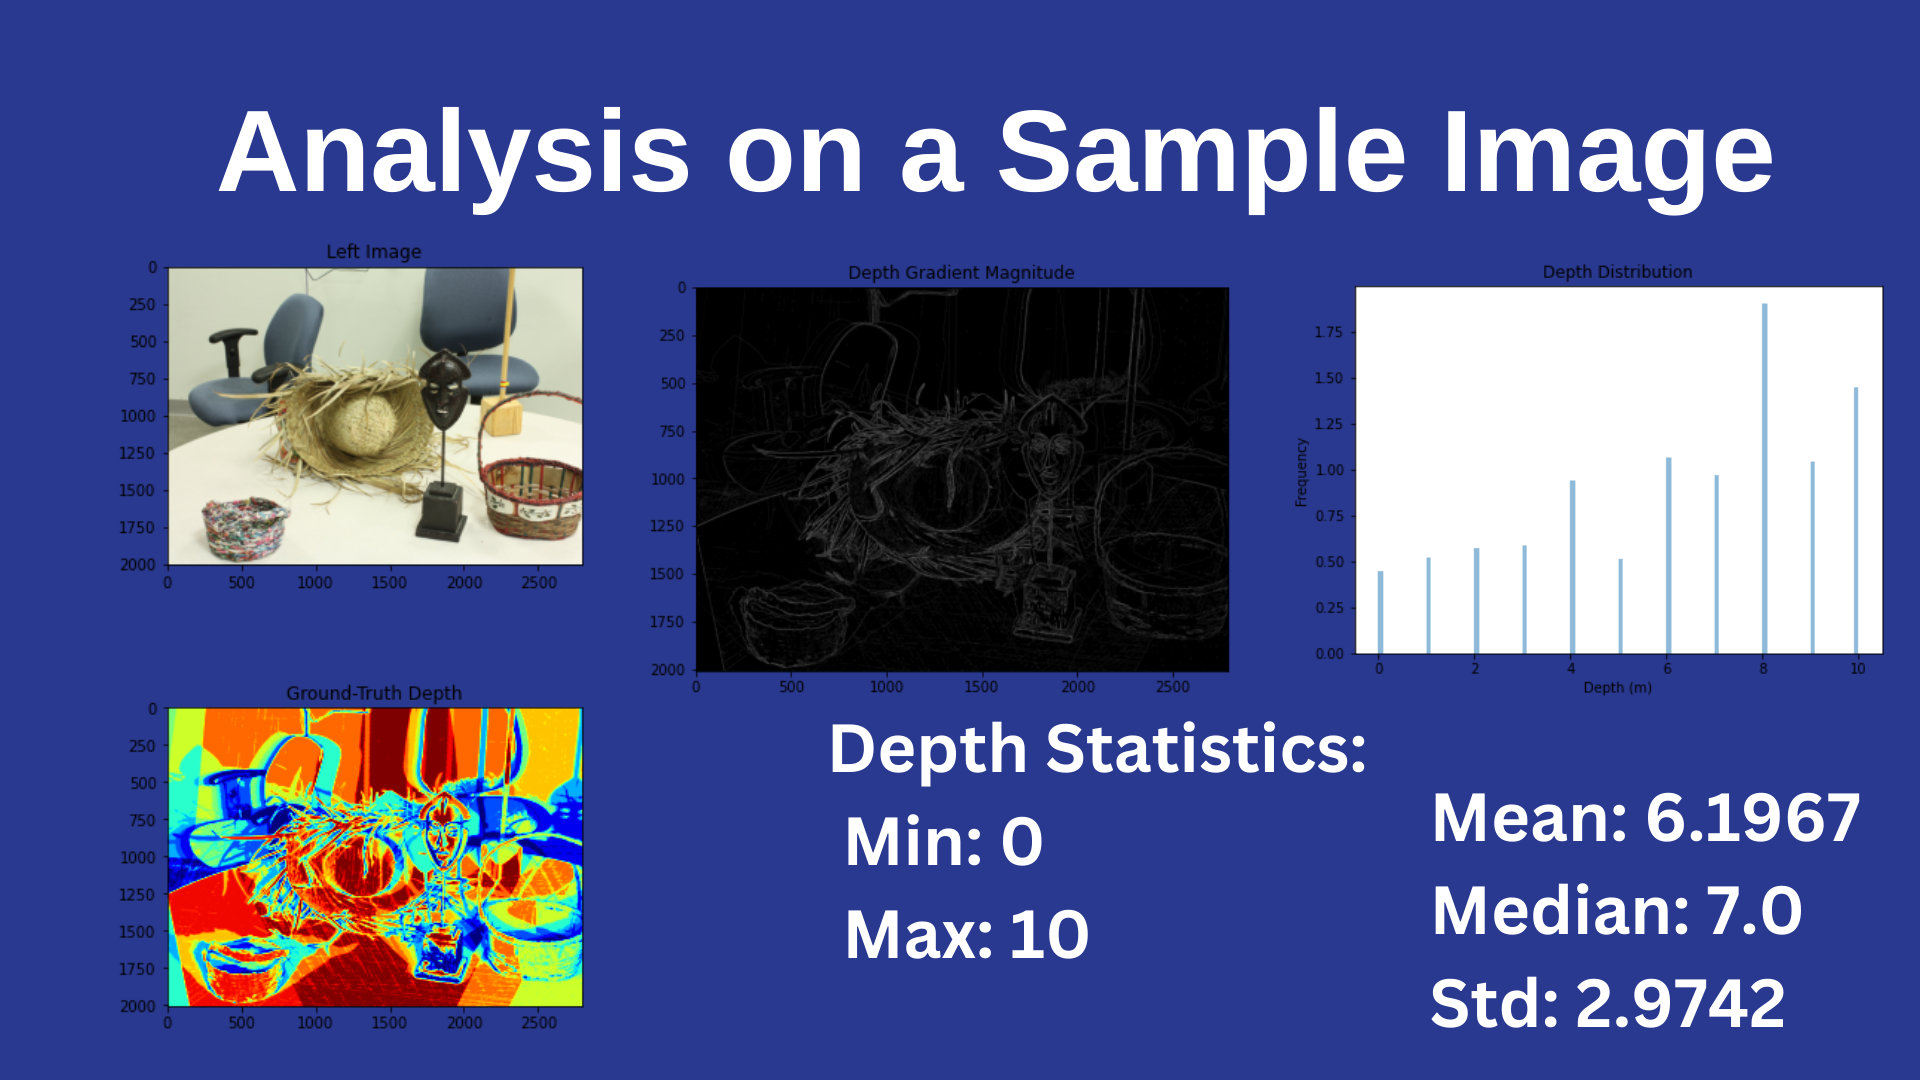 Analysis on a Sample Image
Left Image
0
250
500
750
1000
1250
1500
1750
2000
0 500 1000 1500 2000 2500
Depth Gradient Magnitude
0
250
500
750
1000
1250
1500
1750
2000
0 500 1000 1500 2000 2500
Depth Distribution
Frequency
1.75
1.50
1.25
1.00
0.75
0.50
0.25
0.00
0 2 4 6 8 10
Depth (m)
Ground-Truth Depth
0
250
500
750
1000
1250
1500
1750
2000
0 500 1000 1500 2000 2500
Depth Statistics:
Min: 0
Max: 10
Mean: 6.1967
Median: 7.0
Std: 2.9742